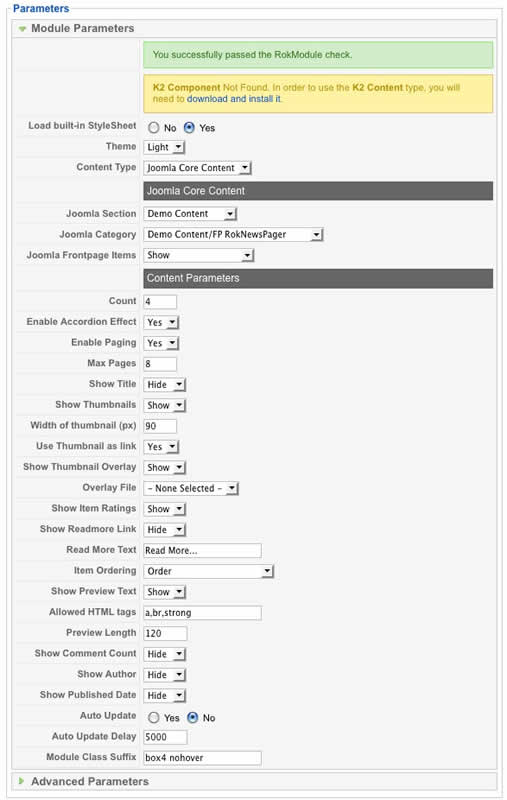 Parameters
Module Parameters
You successfully passed the RokModule check.
K2 Component Not Found. In order to use the K2 Content type, you will
need to download and install it.
Load built-in StyleSheet No Yes
Theme Light
Content Type Joomla Core Content
Joomla Core Content
Joomla Section Demo Content
Joomla Category Demo Content/FP RokNewsPager
Joomla Frontpage Items Show
Content Parameters
Count 4
Enable Accordion Effect Yes
Enable Paging Yes
Max Pages 8
Show Title Hide
Show Thumbnails Show
Width of thumbnail (px) 90
Use Thumbnail as link Yes
Show Thumbnail Overlay Show
Overlay File - None Selected -
Show Item Ratings Show
Show Readmore Link Hide
Read More Text Read More...
Item Ordering Order
Show Preview Text Show
Allowed HTML tags a,br,strong
Preview Length 120
Show Comment Count Hide
Show Author Hide
Show Published Date Hide
Auto Update Yes No
Auto Update Delay 5000
Module Class Suffix box4 nohover
Advanced Parameters